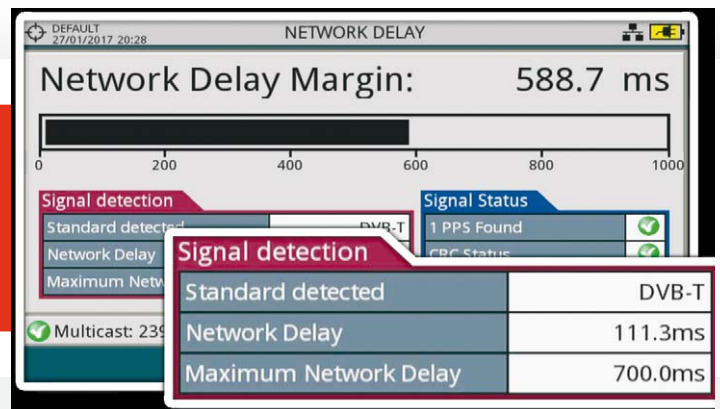 DEFAULT
27/01/2017 20:28
NETWORK DELAY
Network Delay Margin: 588.7 ms
0 200 400 600 800 1000
Signal detection
Standard detected DVB-T
Network Delay
Maximum
Signal Status
1 PPS Found
CRC Status
Multicast:
Signal detection
Standard detected DVB-T
Network Delay 111.3ms
Maximum Network Delay 700.0ms